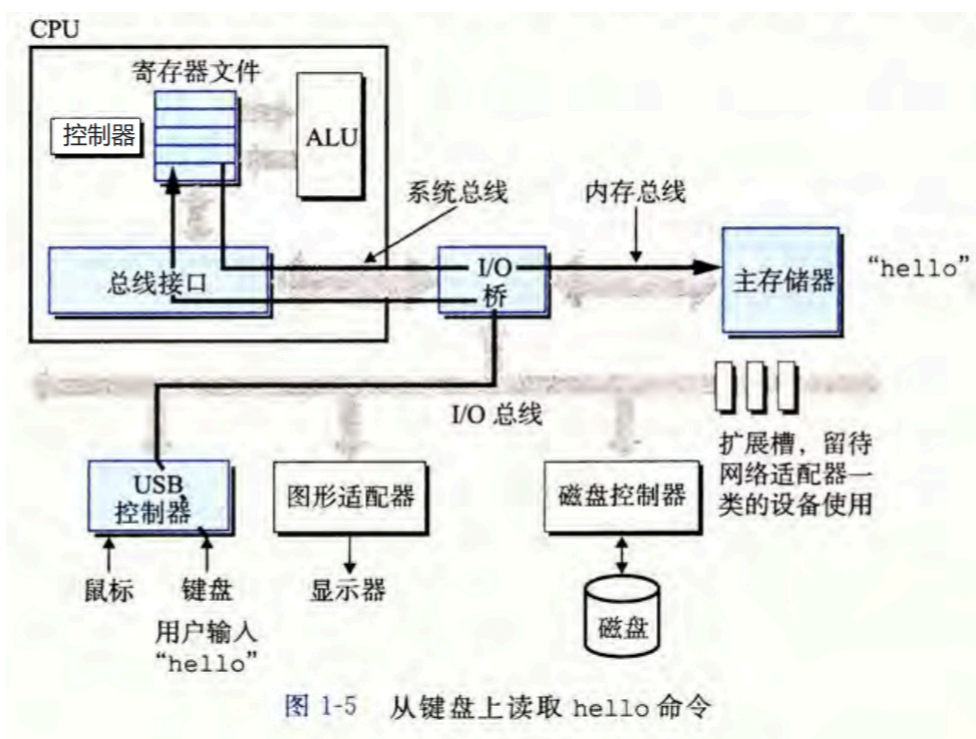 CPU
寄存器文件
控制器
ALU
系统总线
内存总线
总线接口
I/O
桥
主存储器
“hello”
I/O 总线
扩展槽，留待
网络适配器一
类的设备使用
USB
控制器
图形适配器
磁盘控制器
鼠标
键盘
显示器
用户输入
“hello”
磁盘
图 1-5 从键盘上读取 hello 命令